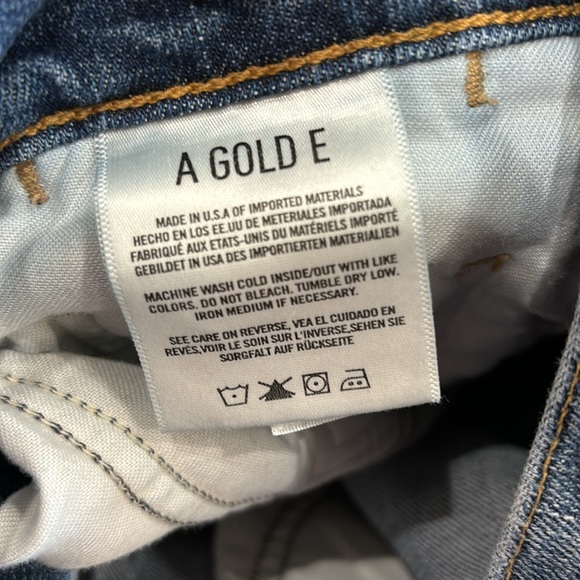 A GOLD E
MADE IN U.S.A OF IMPORTED MATERIALS
HECHO EN LOS EE.UU DE METERIALES IMPORTADA
FABRIQUÉ AUX ETATS-UNIS DU MATÉRIELS IMPORTÉ
GEBILDET IN USA DES IMPORTIERTEN MATERIALIEN
MACHINE WASH COLD INSIDE/OUT WITH LIKE
COLORS. DO NOT BLEACH. TUMBLE DRY LOW.
IRON MEDIUM IF NECESSARY.
SEE CARE ON REVERSE, VEA EL CUIDADO EN
REVÉS,VOIR LE SOIN SUR L'INVERSE,SEHEN SIE
SORGFALT AUF RÜCKSEITE